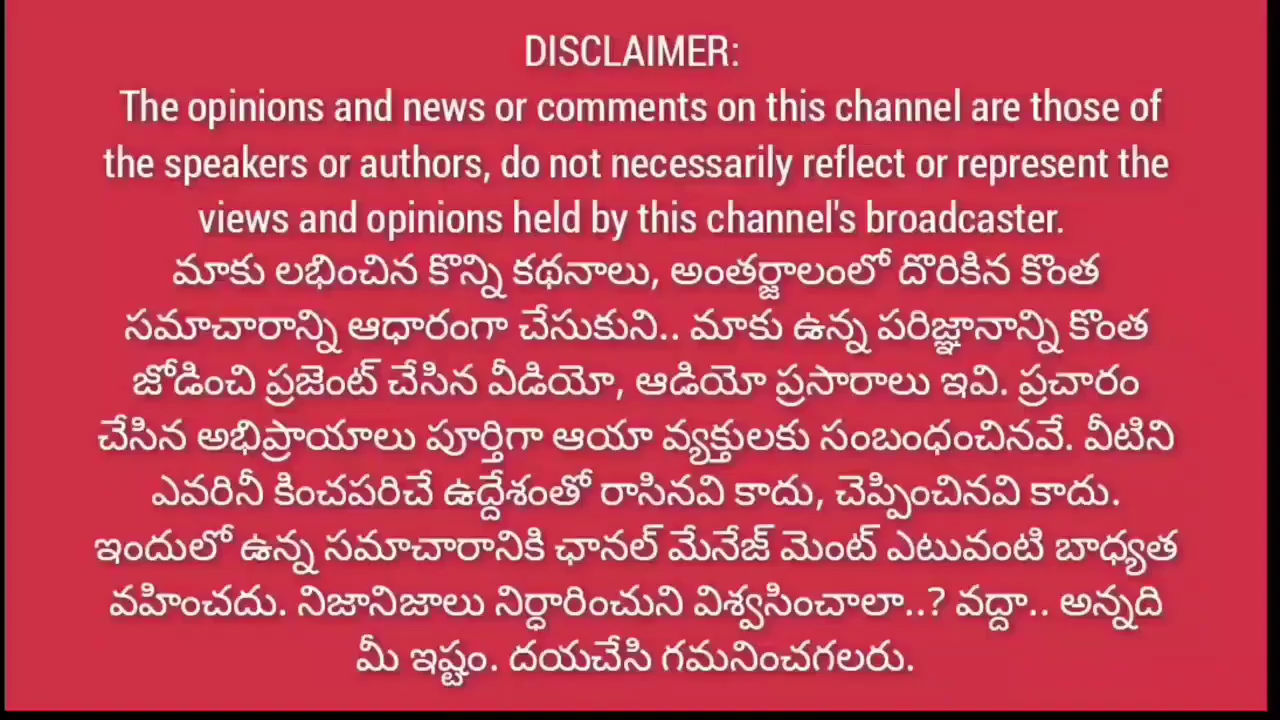 DISCLAIMER:
The opinions and news or comments on this channel are those of
the speakers or authors, do not necessarily reflect or represent the
views and opinions held by this channel's broadcaster.
మాకు లభించిన కొన్ని కథనాలు, అంతర్జాలంలో దొరికిన కొంత
సమాచారాన్ని ఆధారంగా చేసుకుని.. మాకు ఉన్న పరిజ్ఞానాన్ని కొంత
జోడించి ప్రజెంట్ చేసిన వీడియో, ఆడియో ప్రసారాలు ఇవి. ప్రచారం
చేసిన అభిప్రాయాలు పూర్తిగా ఆయా వ్యక్తులకు సంబంధంచినవే. వీటిని
ఎవరినీ కించపరిచే ఉద్దేశంతో రాసినవి కాదు, చెప్పించినవి కాదు.
ఇందులో ఉన్న సమాచారానికి ఛానల్ మేనేజ్ మెంట్ ఎటువంటి బాధ్యత
వహించదు. నిజానిజాలు నిర్ధారించుని విశ్వసించాలా..? వద్దా.. అన్నది
మీ ఇష్టం. దయచేసి గమనించగలరు.